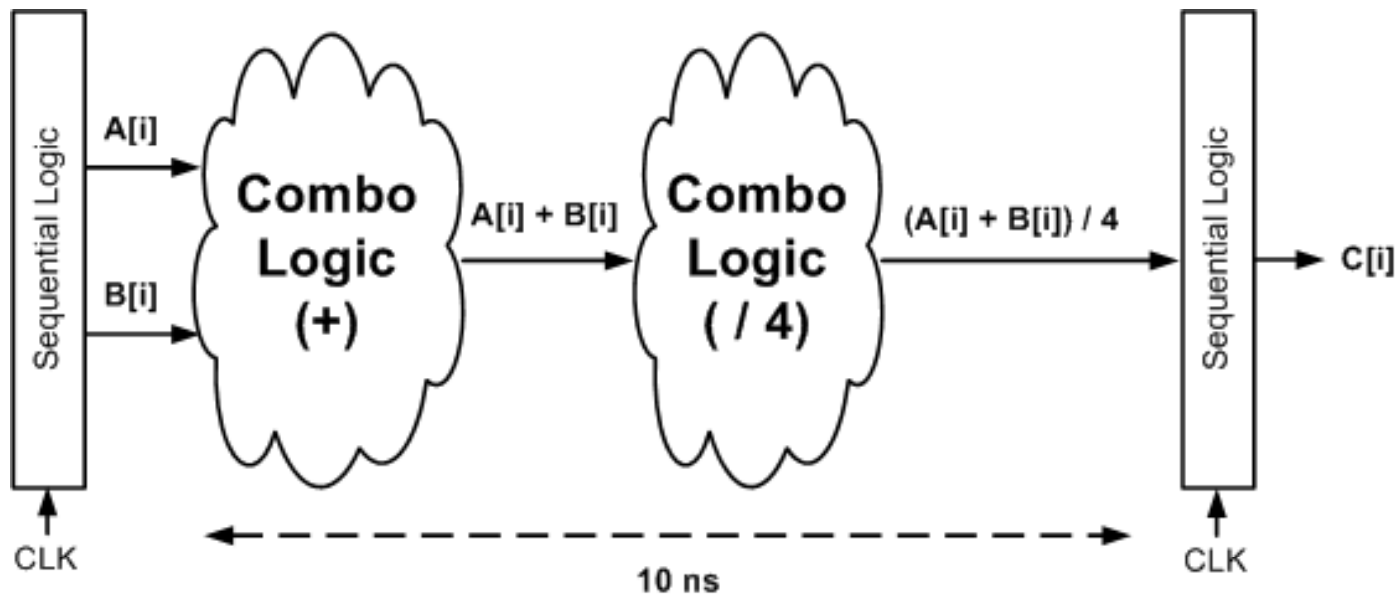 Sequential Logic
CLK
A[i]
B[i]
Combo
Logic
(+)
A[i] + B[i]
Combo
Logic
( / 4)
(A[i] + B[i]) / 4
Sequential Logic
CLK
C[i]
10 ns